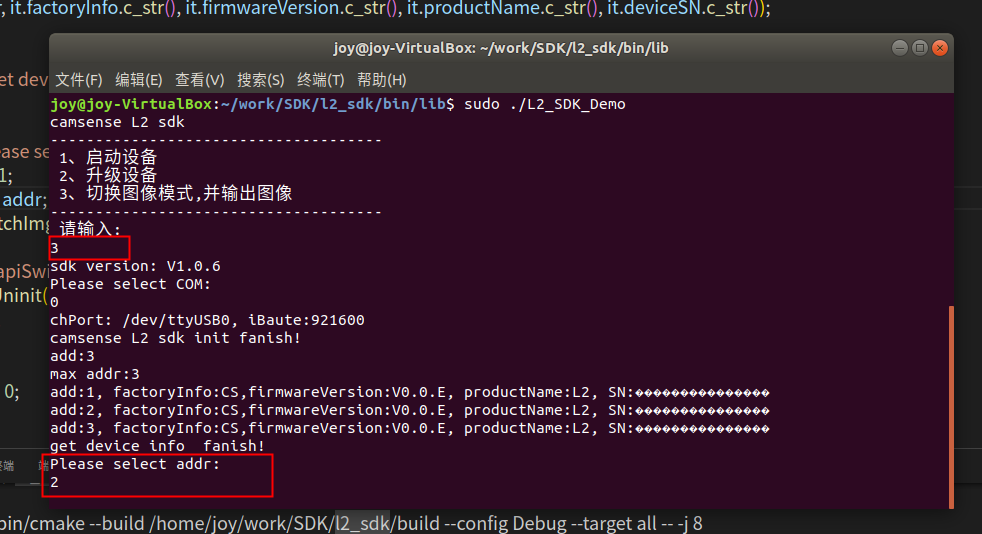 it.factoryInfo.c_str(), it.firmwareVersion.c_str(), it.productName.c_str(), it.deviceSN.c_str());
joy@joy-VirtualBox: ~/work/SDK/l2_sdk/bin/lib
文件(F) 编辑(E) 查看(V) 搜索(S) 终端(T) 帮助(H)
et dev
joy@joy-VirtualBox:~/work/SDK/l2_sdk/bin/lib$ sudo ./L2_SDK_Demo
camsense L2 sdk
-------------------------------------
ease se
1、启动设备
1;
2、升级设备
addr;
3、切换图像模式,并输出图像
-------------------------------------
tchImg
请输入:
3
apiSwi
sdk version: V1.0.6
Please select COM:
Uninit(
0
chPort: /dev/ttyUSB0, iBaute:921600
camsense L2 sdk init fanish!
add:3
max addr:3
0;
add:1, factoryInfo:CS,firmwareVersion:V0.0.E, productName:L2, SN:������������������
add:2, factoryInfo:CS,firmwareVersion:V0.0.E, productName:L2, SN:������������������
add:3, factoryInfo:CS,firmwareVersion:V0.0.E, productName:L2, SN:������������������
get device info  fanish!
Please select addr:
终端
2
bin/cmake --build /home/joy/work/SDK/l2_sdk/build --config Debug --target all -- -j 8